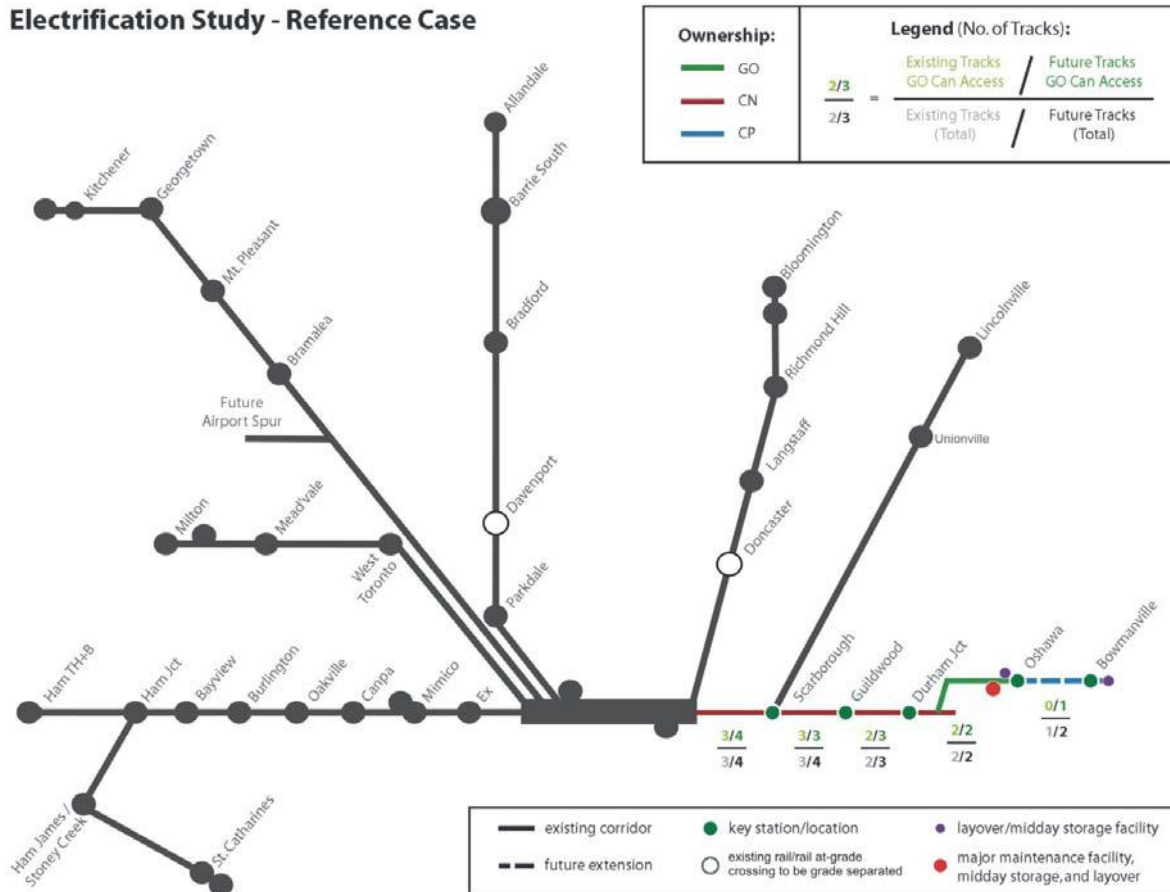 Electrification Study - Reference Case
Ownership:
GO
CN
CP
Legend (No. of Tracks):
2/3
2/3
=
Existing Tracks
GO Can Access
/
Future Tracks
GO Can Access
Existing Tracks
(Total)
/
Future Tracks
(Total)
Allandale
Barrie South
Bradford
Davenport
Parkdale
Kitchener
Georgetown
Mt. Pleasant
Bramalea
Future
Airport Spur
Milton
Mead'vale
West
Toronto
Bloomington
Richmond Hill
Langstaff
Doncaster
Lincolnville
Unionville
Ham TH+B
Ham Jct
Bayview
Burlington
Oakville
Canpa
Mimico
Ex
Scarborough
Guildwood
Durham Jct
Oshawa
Bowmanville
3/4
3/4
3/3
3/4
2/3
2/3
2/2
2/2
0/1
1/2
Ham James /
Stoney Creek
St. Catharines
existing corridor
future extension
key station/location
existing rail/rail at-grade
crossing to be grade separated
layover/midday storage facility
major maintenance facility,
midday storage, and layover